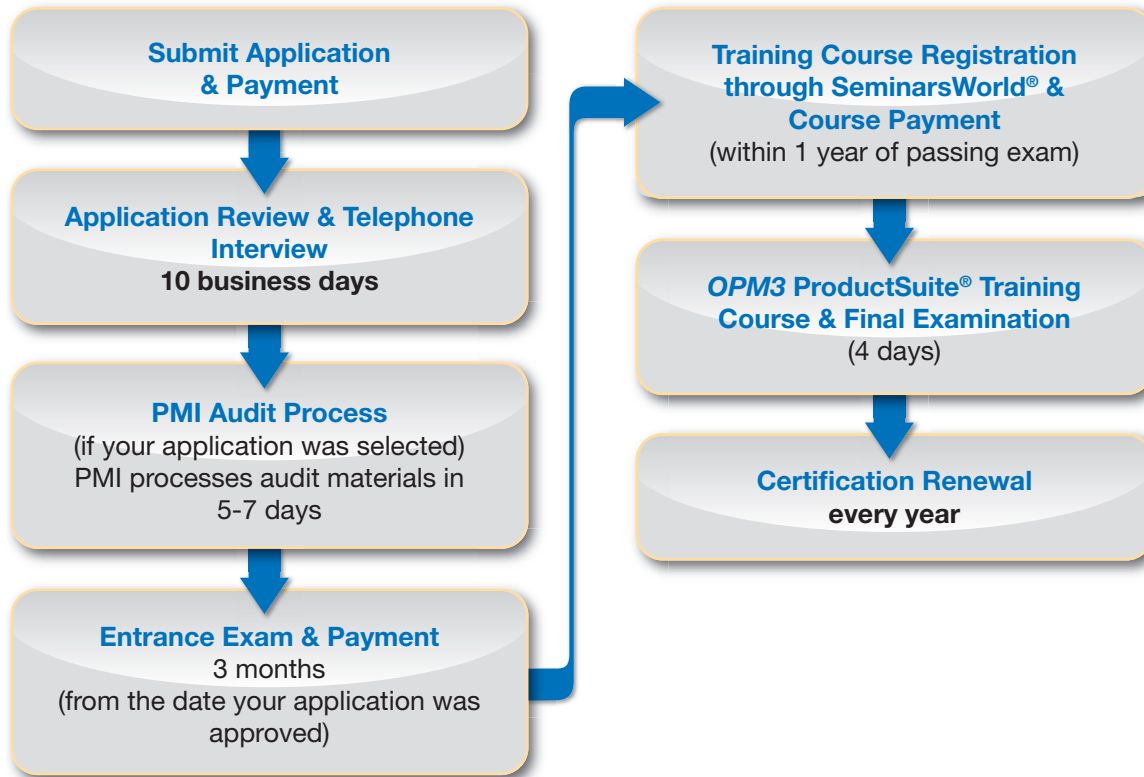 Submit Application
& Payment
Application Review & Telephone
Interview
10 business days
PMI Audit Process
(if your application was selected)
PMI processes audit materials in
5-7 days
Entrance Exam & Payment
3 months
(from the date your application was
approved)
Training Course Registration
through SeminarsWorld® &
Course Payment
(within 1 year of passing exam)
OPM3 ProductSuite® Training
Course & Final Examination
(4 days)
Certification Renewal
every year